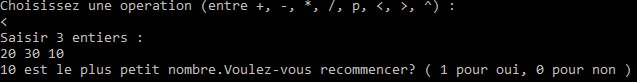 Choisissez une operation (entre +, -, *, /, p, <, >, ^) :
<
Saisir 3 entiers :
20 30 10
10 est le plus petit nombre.Voulez-vous recommencer? ( 1 pour oui, 0 pour non )